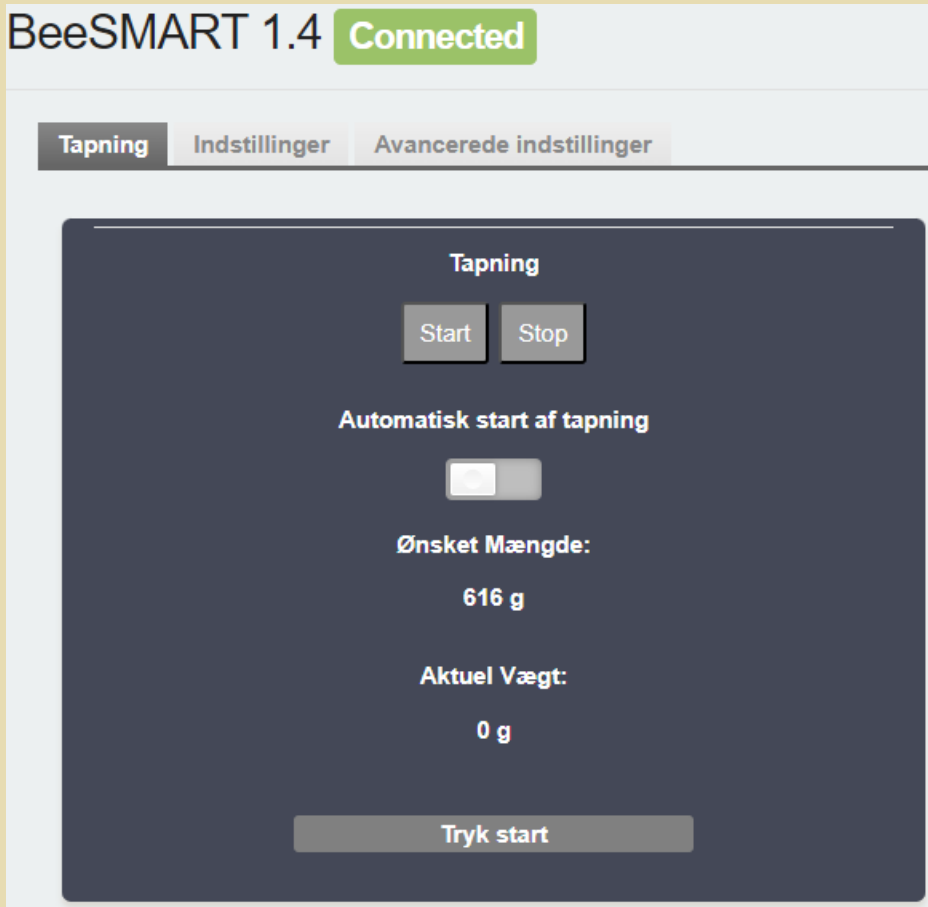 BeeSMART 1.4 Connected
Tapning Indstillinger Avancerede indstillinger
Tapning
Start Stop
Automatisk start af tapning
Ønsket Mængde:
616 g
Aktuel Vægt:
0 g
Tryk start